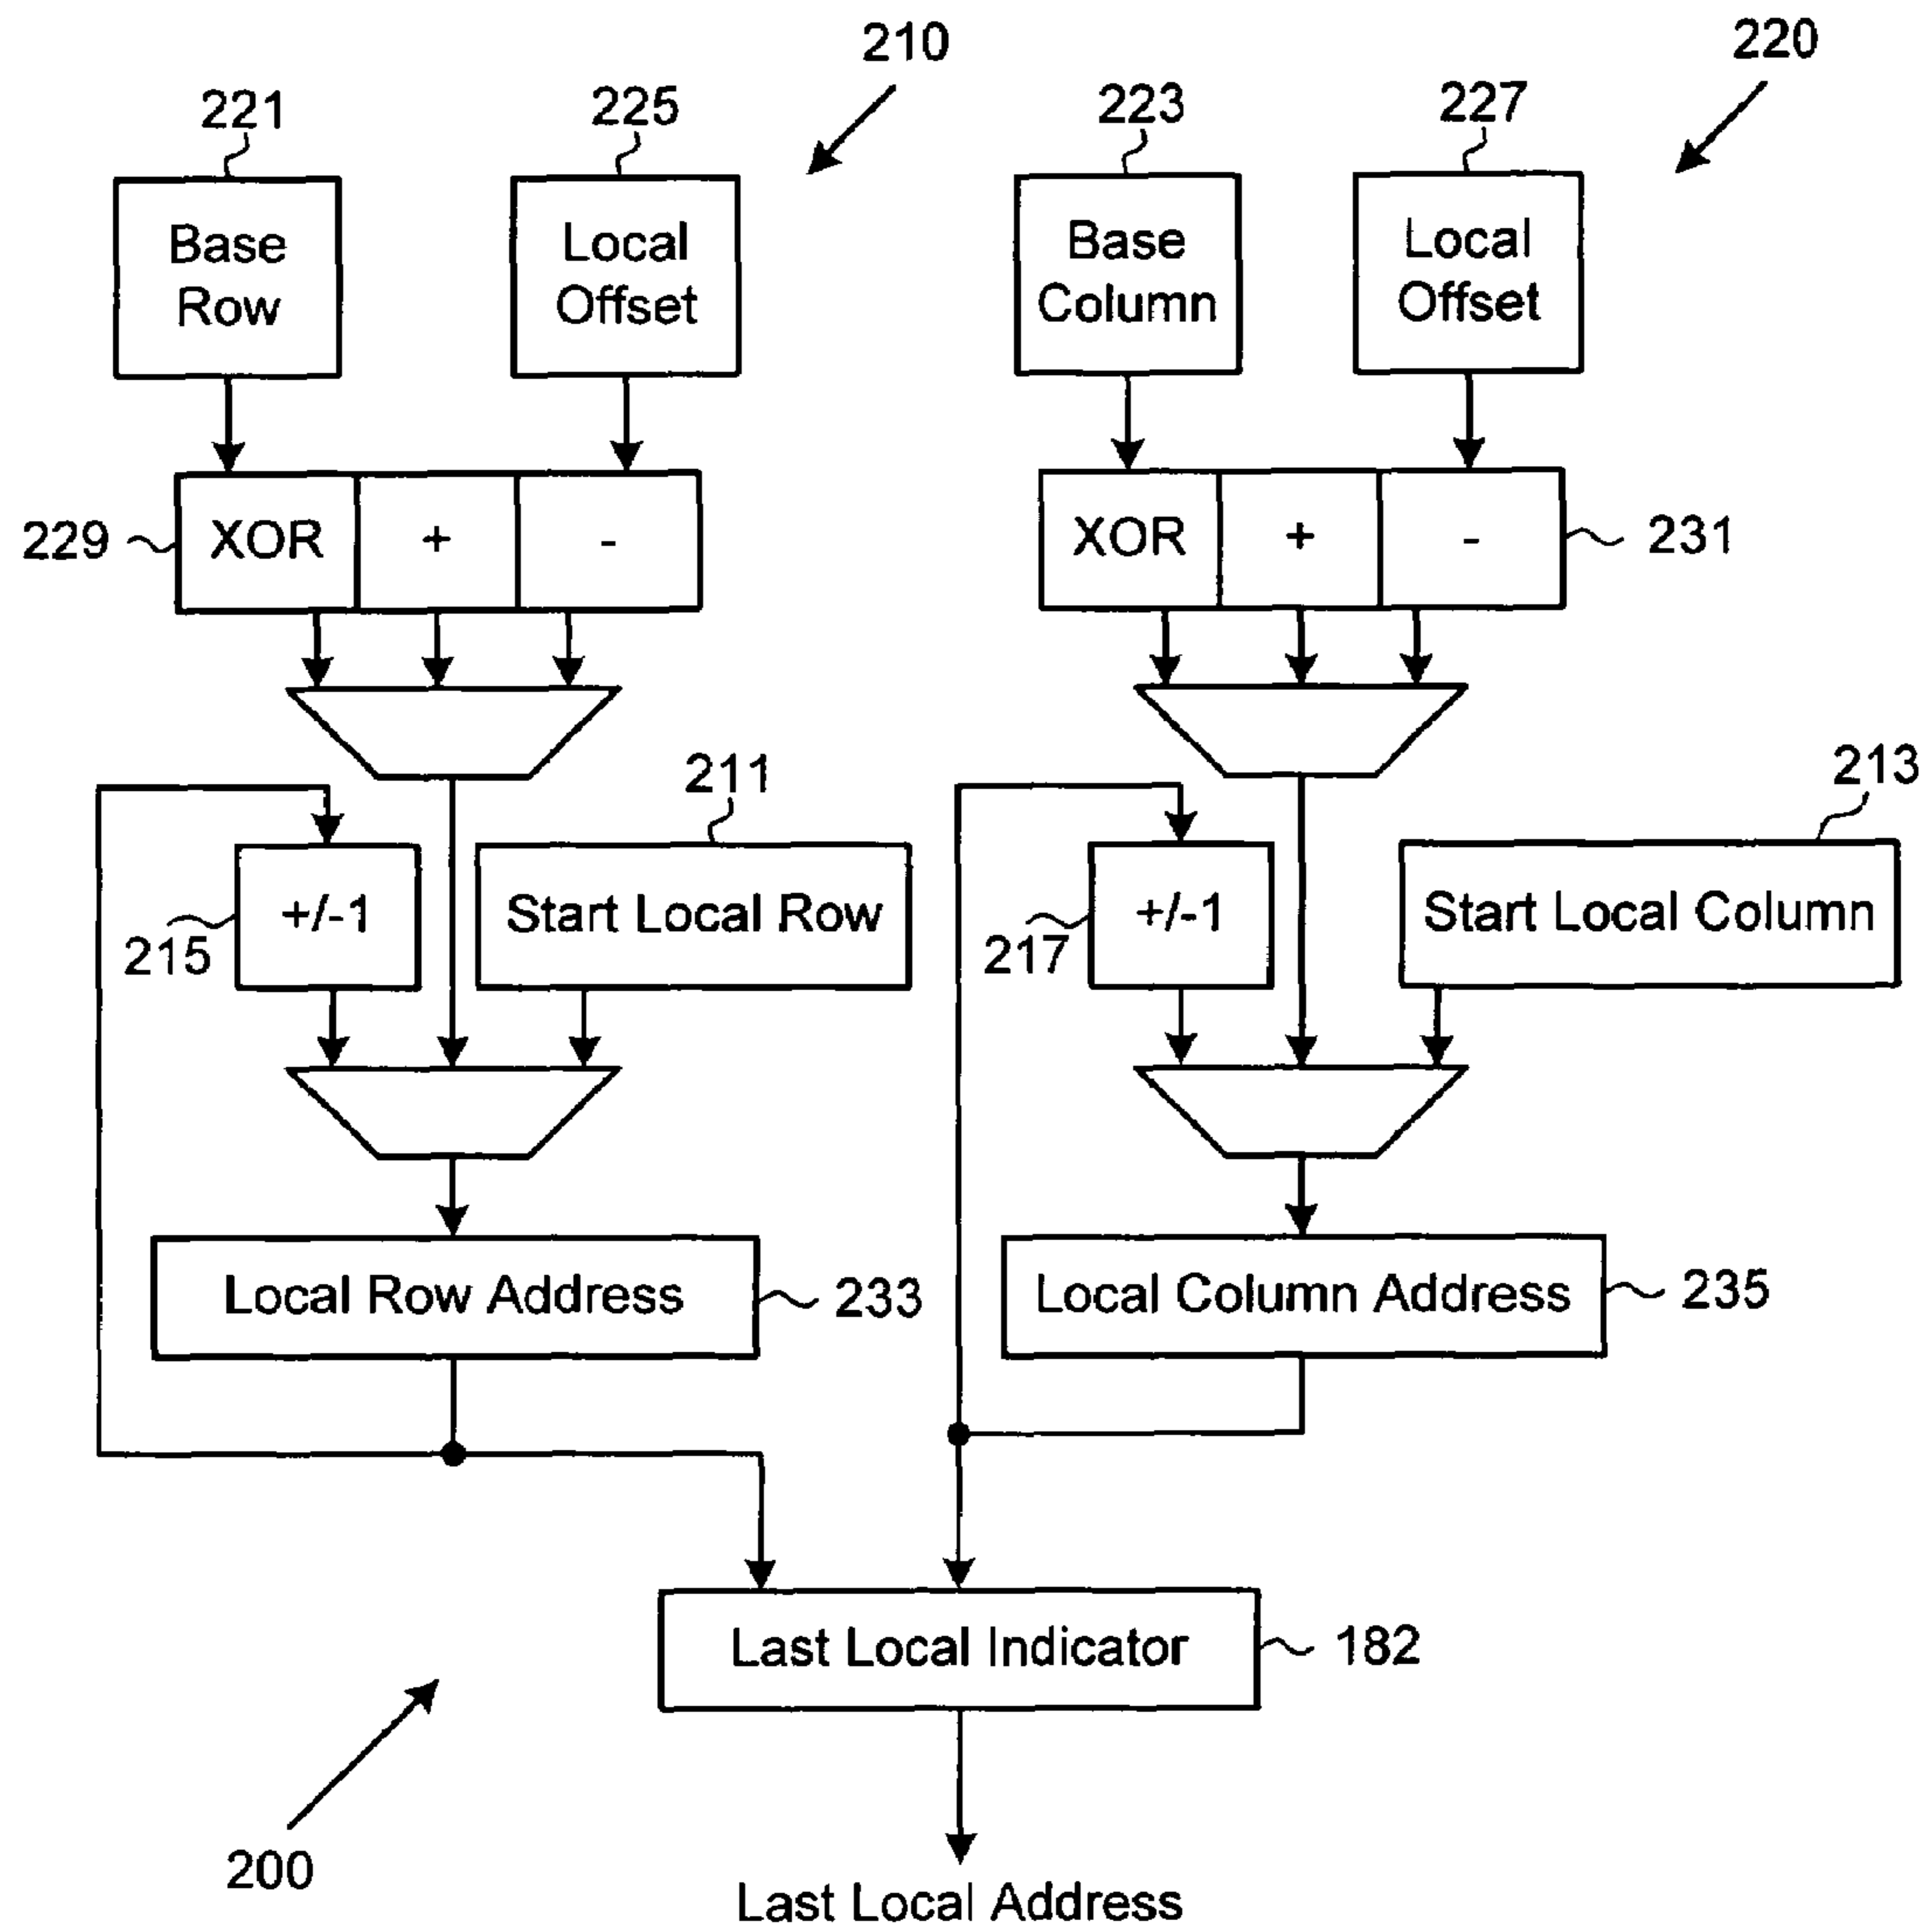 210
220
221
225
223
227
Base
Row
Local
Offset
Base
Column
Local
Offset
229
XOR
+
-
XOR
+
-
231
211
213
+/-1
Start Local Row
+/-1
Start Local Column
215
217
Local Row Address
233
Local Column Address
235
Last Local Indicator
182
200
Last Local Address